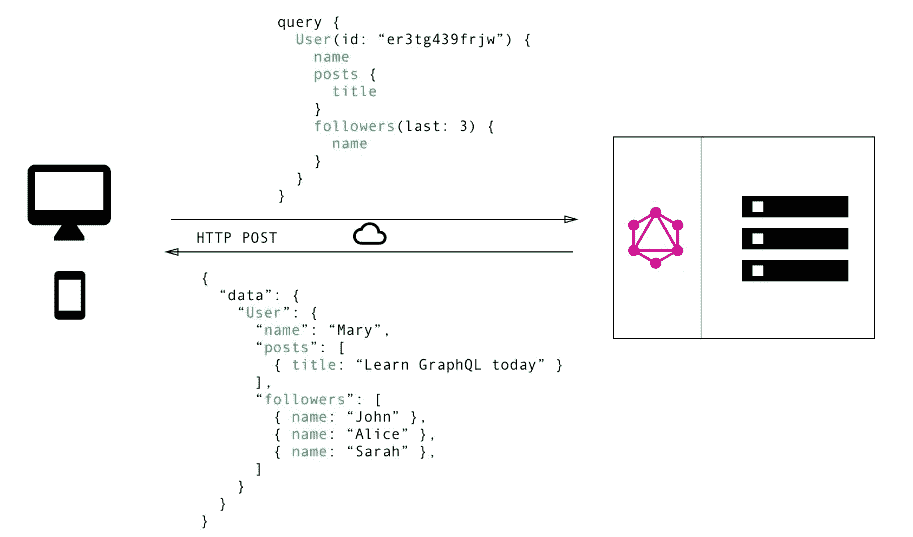 query {
  User(id: “er3tg439frjw”) {
    name
    posts {
      title
    }
    followers(last: 3) {
      name
    }
  }
}
HTTP POST
{
  “data”: {
    “User”: {
      “name”: “Mary”,
      “posts”: [
        { title: “Learn GraphQL today” }
      ],
      “followers”: [
        { name: “John” },
        { name: “Alice” },
        { name: “Sarah” },
      ]
    }
  }
}